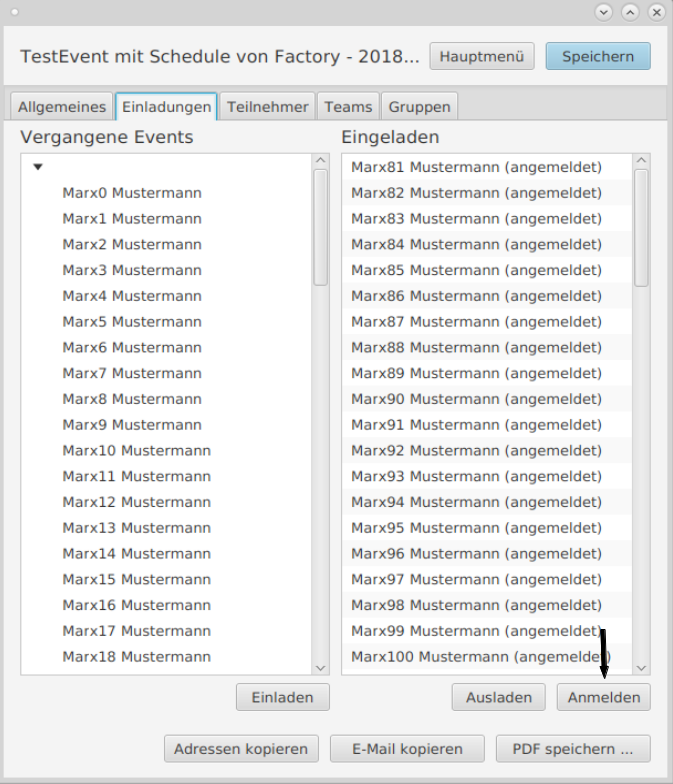 TestEvent mit Schedule von Factory - 2018... Hauptmenü Speichern
Allgemeines Einladungen Teilnehmer Teams Gruppen
Vergangene Events
Marx0 Mustermann
Marx1 Mustermann
Marx2 Mustermann
Marx3 Mustermann
Marx4 Mustermann
Marx5 Mustermann
Marx6 Mustermann
Marx7 Mustermann
Marx8 Mustermann
Marx9 Mustermann
Marx10 Mustermann
Marx11 Mustermann
Marx12 Mustermann
Marx13 Mustermann
Marx14 Mustermann
Marx15 Mustermann
Marx16 Mustermann
Marx17 Mustermann
Marx18 Mustermann
Einladen
Eingeladen
Marx81 Mustermann (angemeldet)
Marx82 Mustermann (angemeldet)
Marx83 Mustermann (angemeldet)
Marx84 Mustermann (angemeldet)
Marx85 Mustermann (angemeldet)
Marx86 Mustermann (angemeldet)
Marx87 Mustermann (angemeldet)
Marx88 Mustermann (angemeldet)
Marx89 Mustermann (angemeldet)
Marx90 Mustermann (angemeldet)
Marx91 Mustermann (angemeldet)
Marx92 Mustermann (angemeldet)
Marx93 Mustermann (angemeldet)
Marx94 Mustermann (angemeldet)
Marx95 Mustermann (angemeldet)
Marx96 Mustermann (angemeldet)
Marx97 Mustermann (angemeldet)
Marx98 Mustermann (angemeldet)
Marx99 Mustermann (angemeldet)
Marx100 Mustermann (angemeldet)
Ausladen Anmelden
Adressen kopieren E-Mail kopieren PDF speichern ...